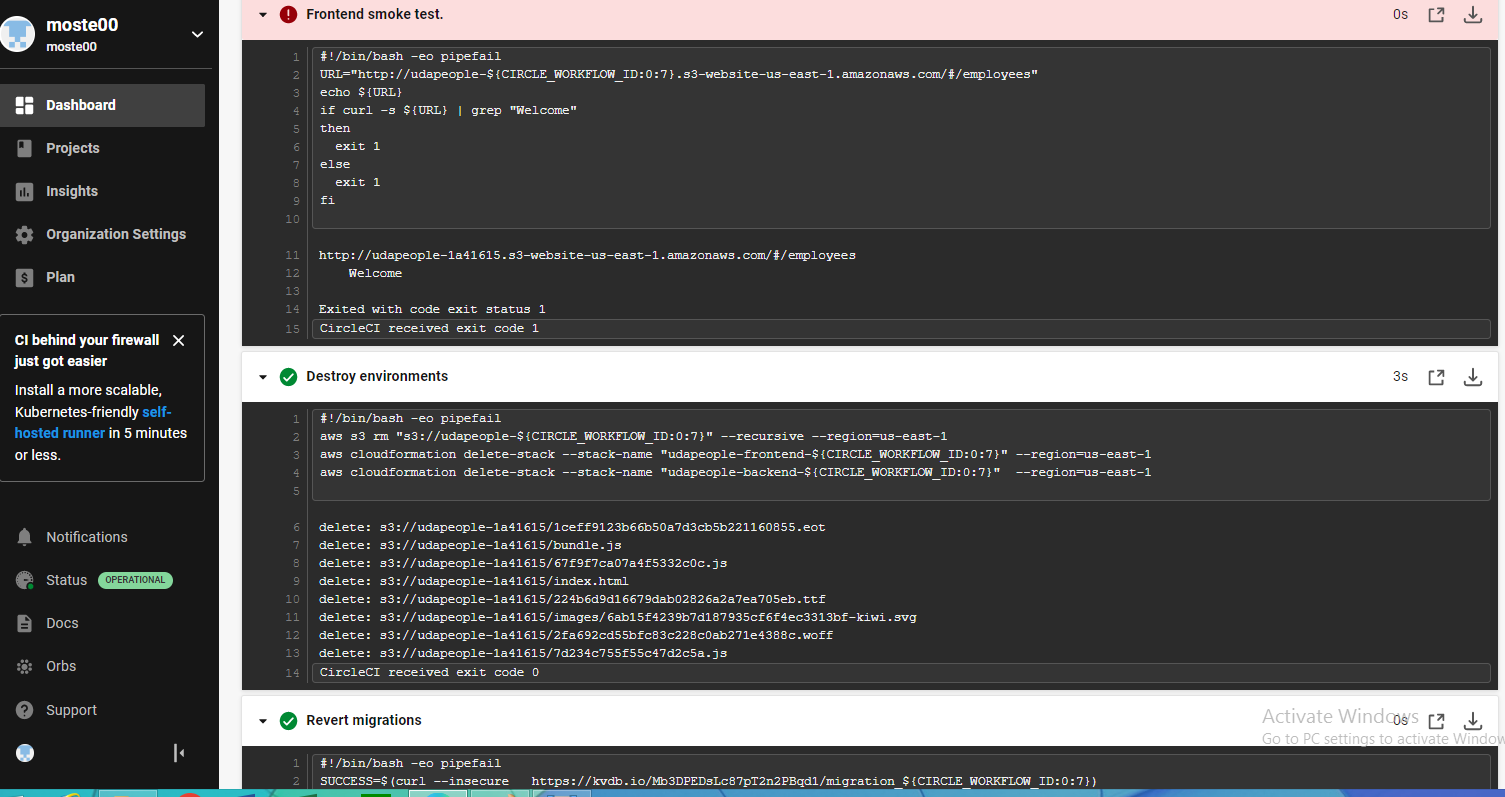 moste00
moste00
Dashboard
Projects
Insights
Organization Settings
Plan
CI behind your firewall
just got easier
Install a more scalable,
Kubernetes-friendly self-
hosted runner in 5 minutes
or less.
Notifications
Status OPERATIONAL
Docs
Orbs
Support
Frontend smoke test. 0s
1 #!/bin/bash -eo pipefail
2 URL="http://udapeople-${CIRCLE_WORKFLOW_ID:0:7}.s3-website-us-east-1.amazonaws.com/#/employees"
3 echo ${URL}
4 if curl -s ${URL} | grep "Welcome"
5 then
6 exit 1
7 else
8 exit 1
9 fi
10
11 http://udapeople-1a41615.s3-website-us-east-1.amazonaws.com/#/employees
12 Welcome
13
14 Exited with code exit status 1
15 CircleCI received exit code 1
Destroy environments 3s
1 #!/bin/bash -eo pipefail
2 aws s3 rm "s3://udapeople-${CIRCLE_WORKFLOW_ID:0:7}" --recursive --region=us-east-1
3 aws cloudformation delete-stack --stack-name "udapeople-frontend-${CIRCLE_WORKFLOW_ID:0:7}" --region=us-east-1
4 aws cloudformation delete-stack --stack-name "udapeople-backend-${CIRCLE_WORKFLOW_ID:0:7}" --region=us-east-1
5
6 delete: s3://udapeople-1a41615/1ceff9123b66b50a7d3cb5b221160855.eot
7 delete: s3://udapeople-1a41615/bundle.js
8 delete: s3://udapeople-1a41615/67f9f7ca07a4f5332c0c.js
9 delete: s3://udapeople-1a41615/index.html
10 delete: s3://udapeople-1a41615/224b6d9d16679dab02826a2a7ea705eb.ttf
11 delete: s3://udapeople-1a41615/images/6ab15f4239b7d187935cf6f4ec3313bf-kiwi.svg
12 delete: s3://udapeople-1a41615/2fa692cd55bfc83c228c0ab271e4388c.woff
13 delete: s3://udapeople-1a41615/7d234c755f55c47d2c5a.js
14 CircleCI received exit code 0
Revert migrations 0s
Activate Windows
Go to PC settings to activate Window
1 #!/bin/bash -eo pipefail
2 SUCCESS=$(curl --insecure https://kvdb.io/Mb3DPEDsLc87pT2n2PBqd1/migration_${CIRCLE_WORKFLOW_ID:0:7})